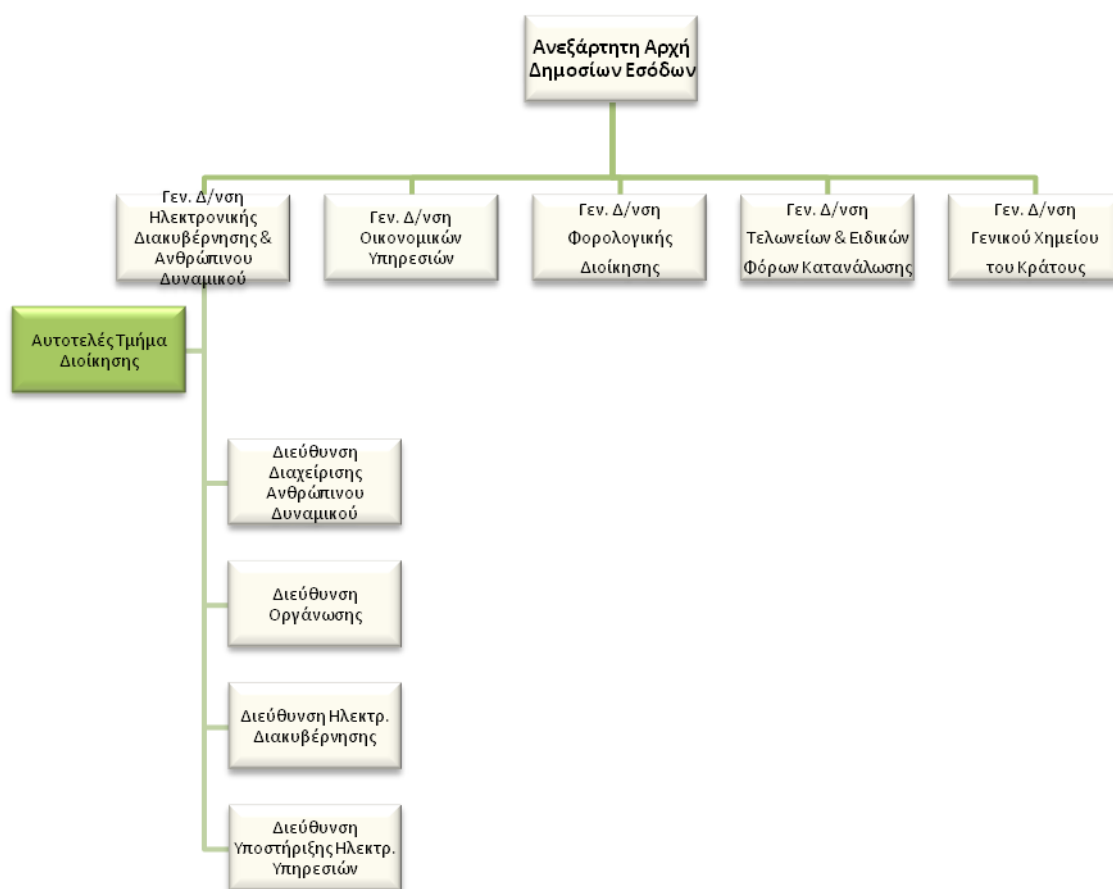 Ανεξάρτητη Αρχή
Δημοσίων Εσόδων
Γεν. Δ/νση
Ηλεκτρονικής
Διακυβέρνησης &
Ανθρώπινου
Δυναμικού
Γεν. Δ/νση
Οικονομικών
Υπηρεσιών
Γεν. Δ/νση
Φορολογικής
Διοίκησης
Γεν. Δ/νση
Τελωνείων & Ειδικών
Φόρων Κατανάλωσης
Γεν. Δ/νση
Γενικού Χημείου
του Κράτους
Αυτοτελές Τμήμα
Διοίκησης
Διεύθυνση
Διαχείρισης
Ανθρώπινου
Δυναμικού
Διεύθυνση
Οργάνωσης
Διεύθυνση Ηλεκτρ.
Διακυβέρνησης
Διεύθυνση
Υποστήριξης Ηλεκτρ.
Υπηρεσιών